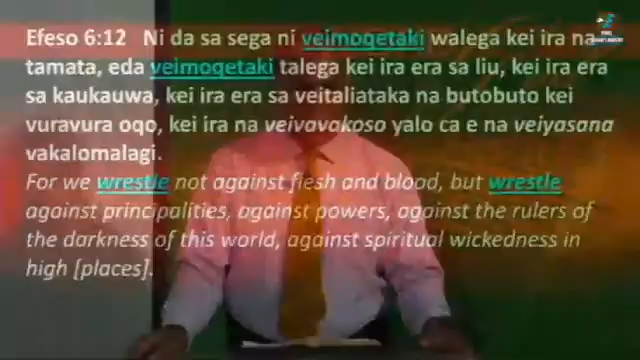 Efeso 6:12 Ni da sa sega ni veimoqetaki walega kei ira na
tamata, eda veimoqetaki talega kei ira era sa liu, kei ira era
sa kaukauwa, kei ira era sa veitaliataka na butobuto kei
vuravura oqo, kei ira na veivavakoso yalo ca e na veiyasana
vakalomalagi.
For we wrestle not against flesh and blood, but wrestle
against principalities, against powers, against the rulers of
the darkness of this world, against spiritual wickedness in
high [places].